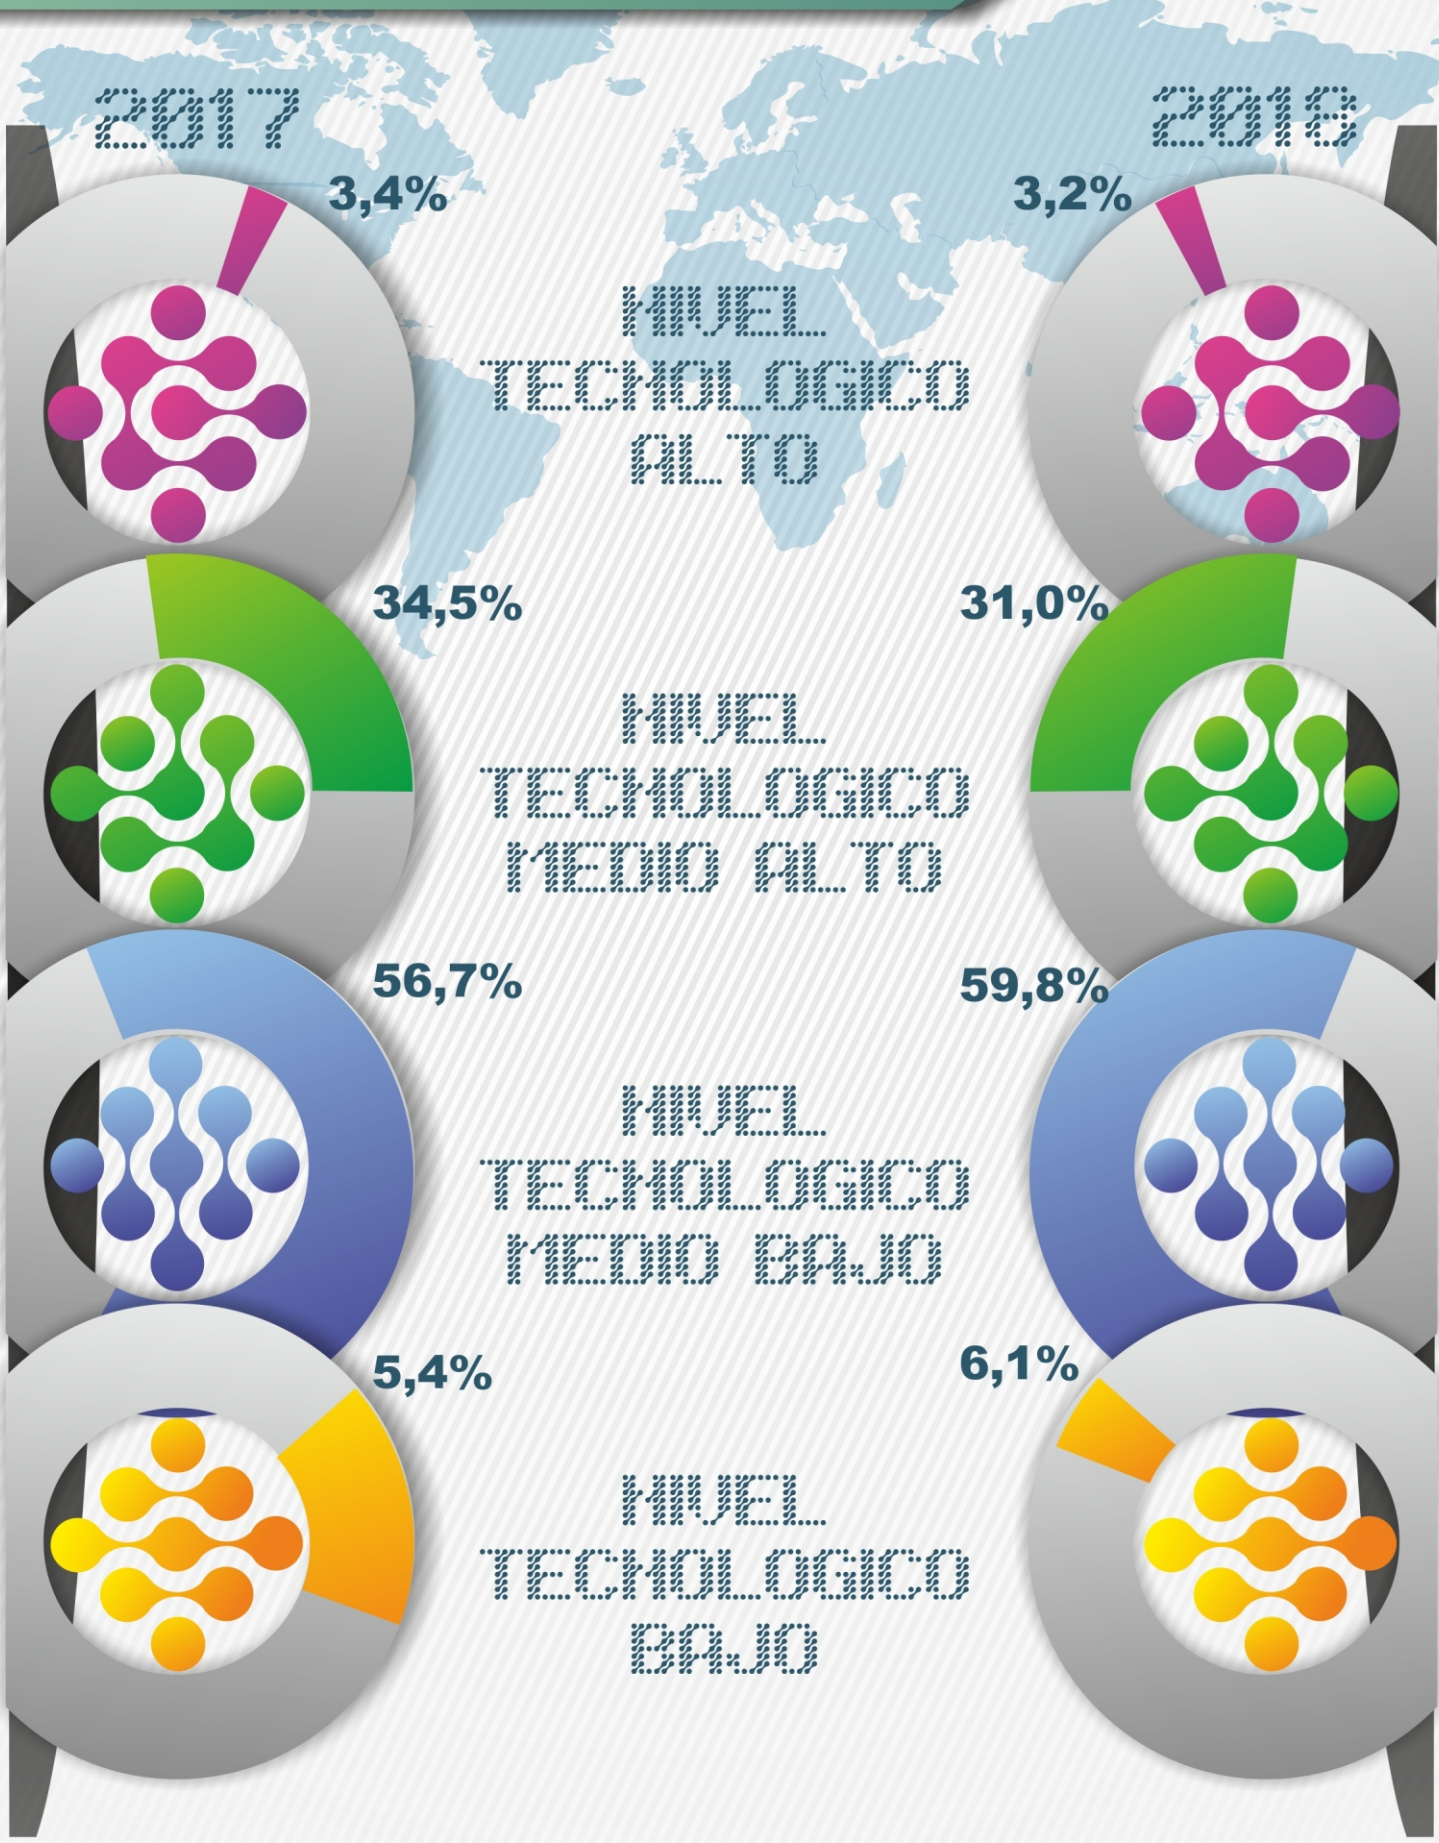 2017
2018
3,4%
3,2%
NIVEL
TECNOLOGICO
ALTO
34,5%
31,0%
NIVEL
TECNOLOGICO
MEDIO ALTO
56,7%
59,8%
NIVEL
TECNOLOGICO
MEDIO BAJO
5,4%
6,1%
NIVEL
TECNOLOGICO
BAJO